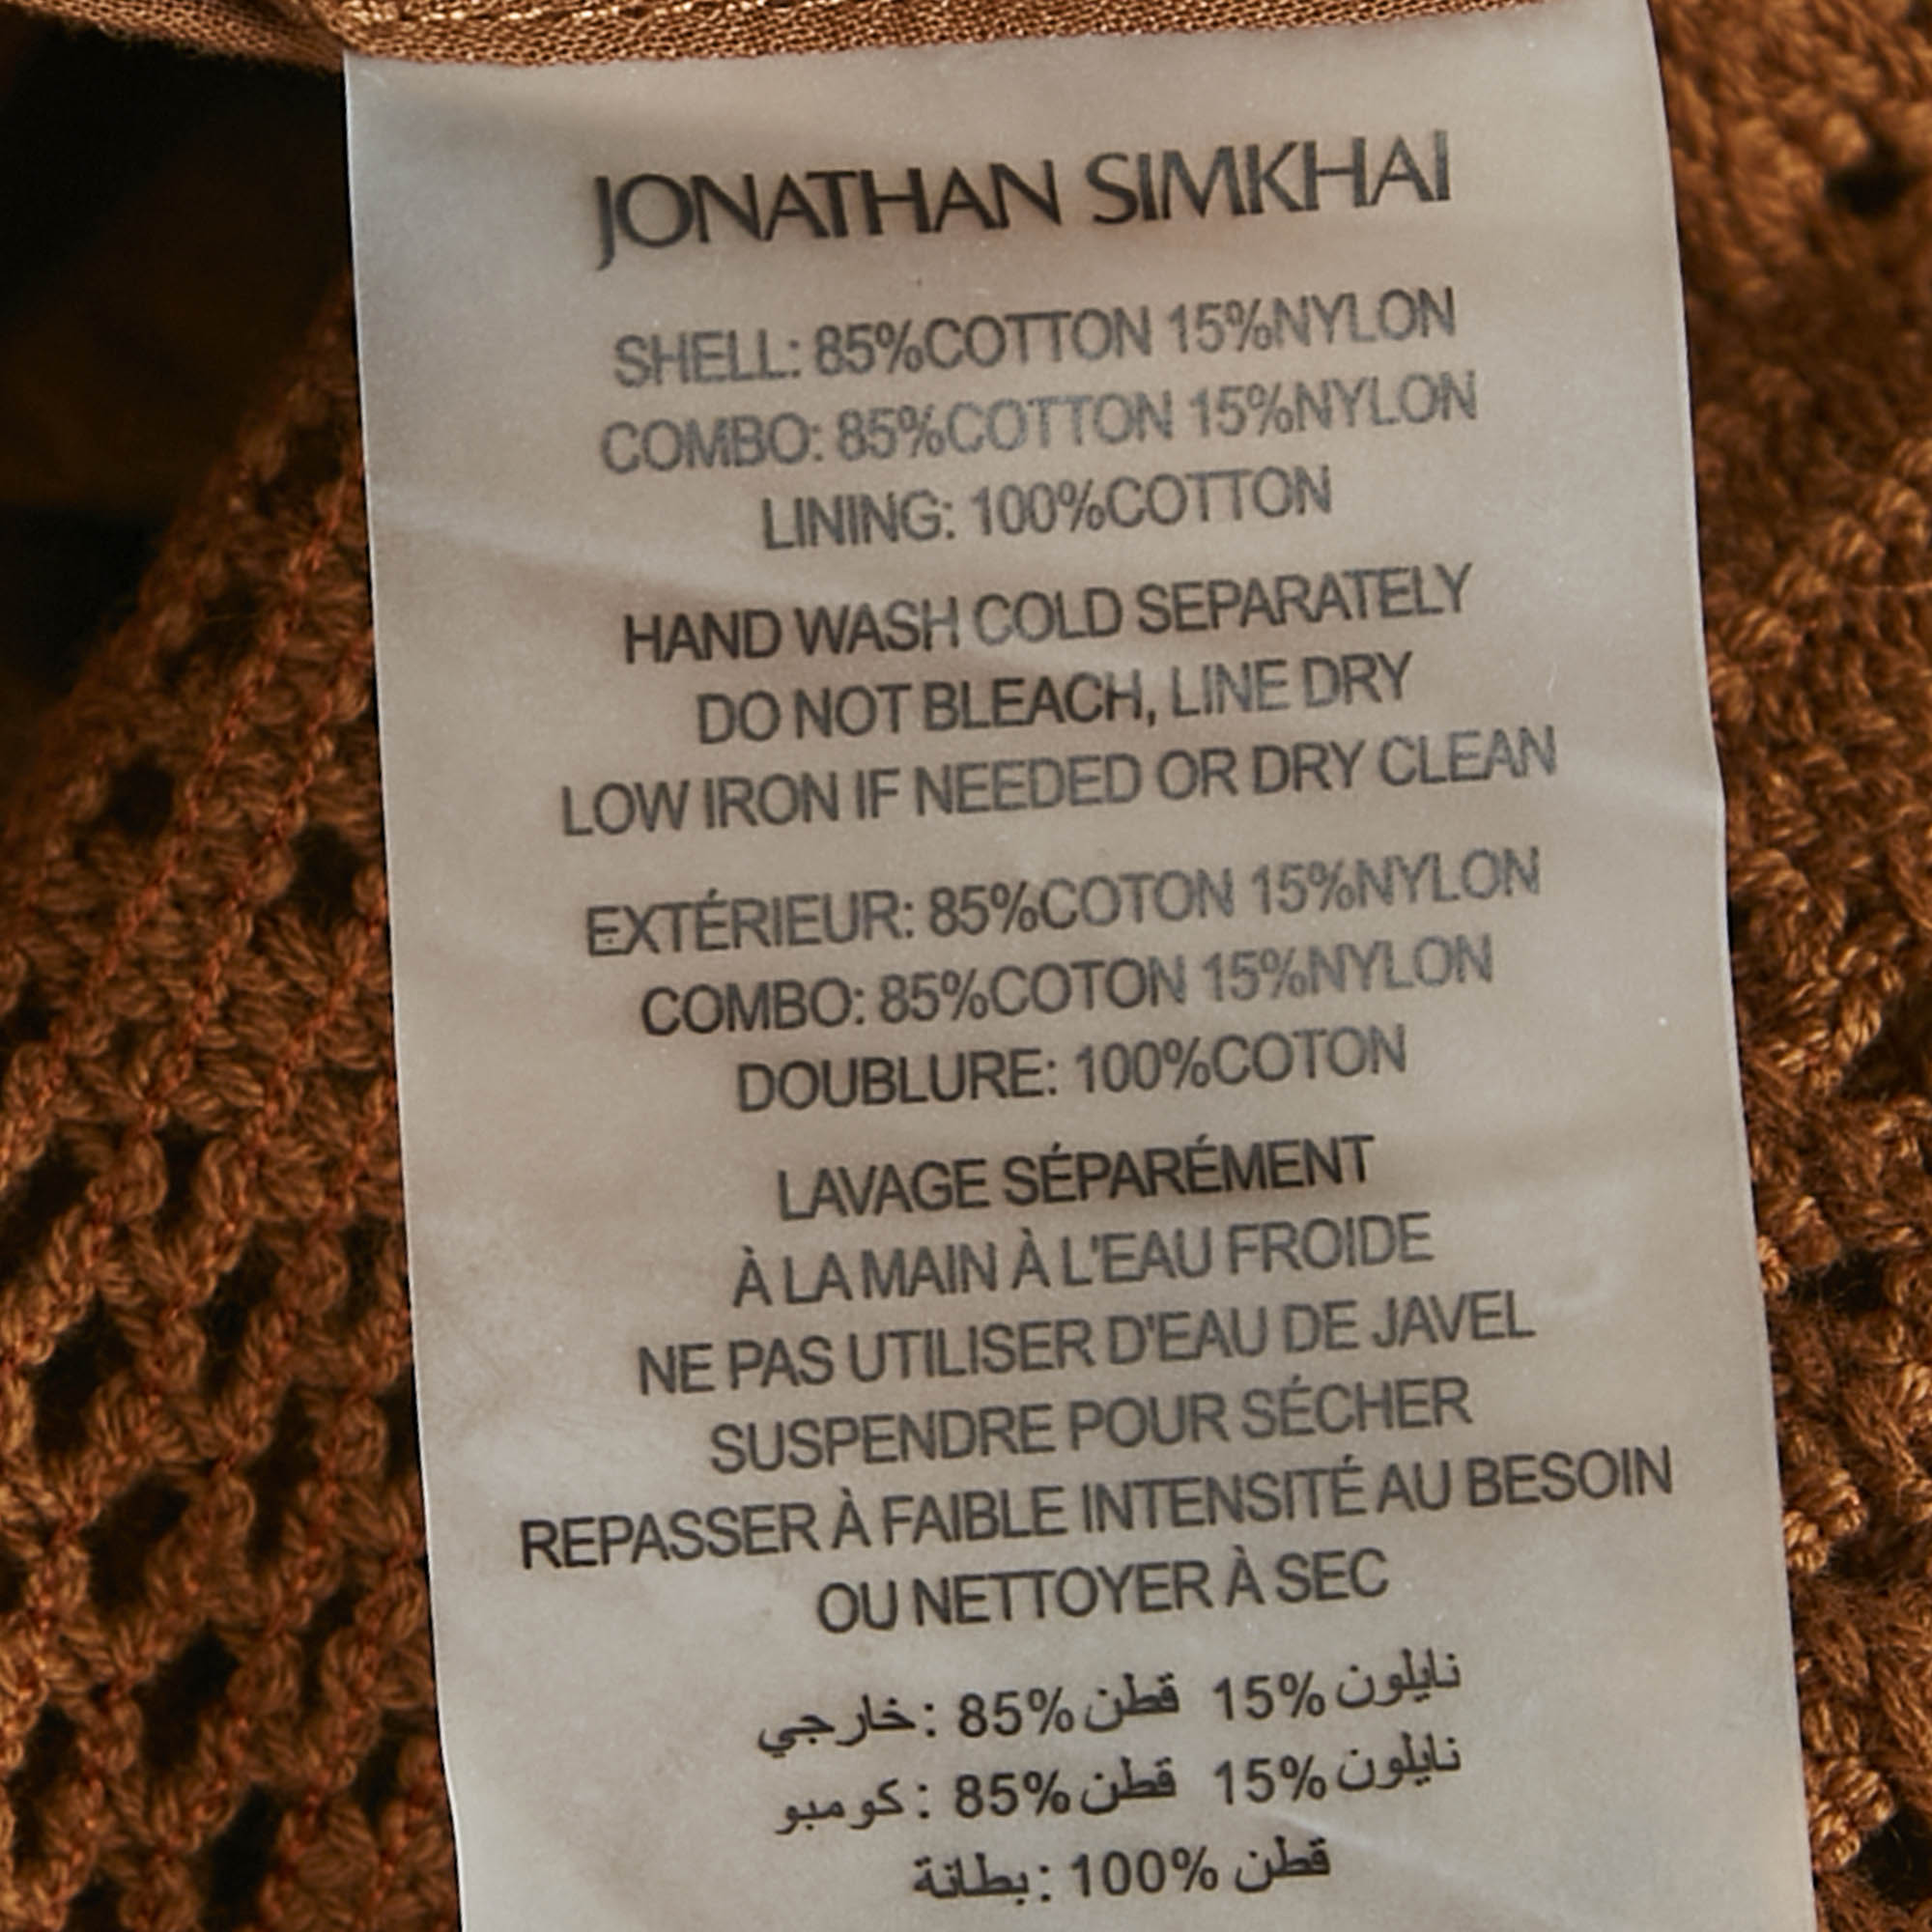 JONATHAN SIMKHAI
SHELL: 85%COTTON 15%NYLON
COMBO: 85%COTTON 15%NYLON
LINING: 100%COTTON
HAND WASH COLD SEPARATELY
DO NOT BLEACH, LINE DRY
LOW IRON IF NEEDED OR DRY CLEAN
EXTÉRIEUR: 85%COTON 15%NYLON
COMBO: 85%COTON 15%NYLON
DOUBLURE: 100%COTON
LAVAGE SÉPARÉMENT
À LA MAIN À L'EAU FROIDE
NE PAS UTILISER D'EAU DE JAVEL
SUSPENDRE POUR SÉCHER
REPASSER À FAIBLE INTENSITÉ AU BESOIN
OU NETTOYER À SEC
خارجي: 85% قطن 15% نايلون
كومبو: 85% قطن 15% نايلون
بطانة: 100% قطن